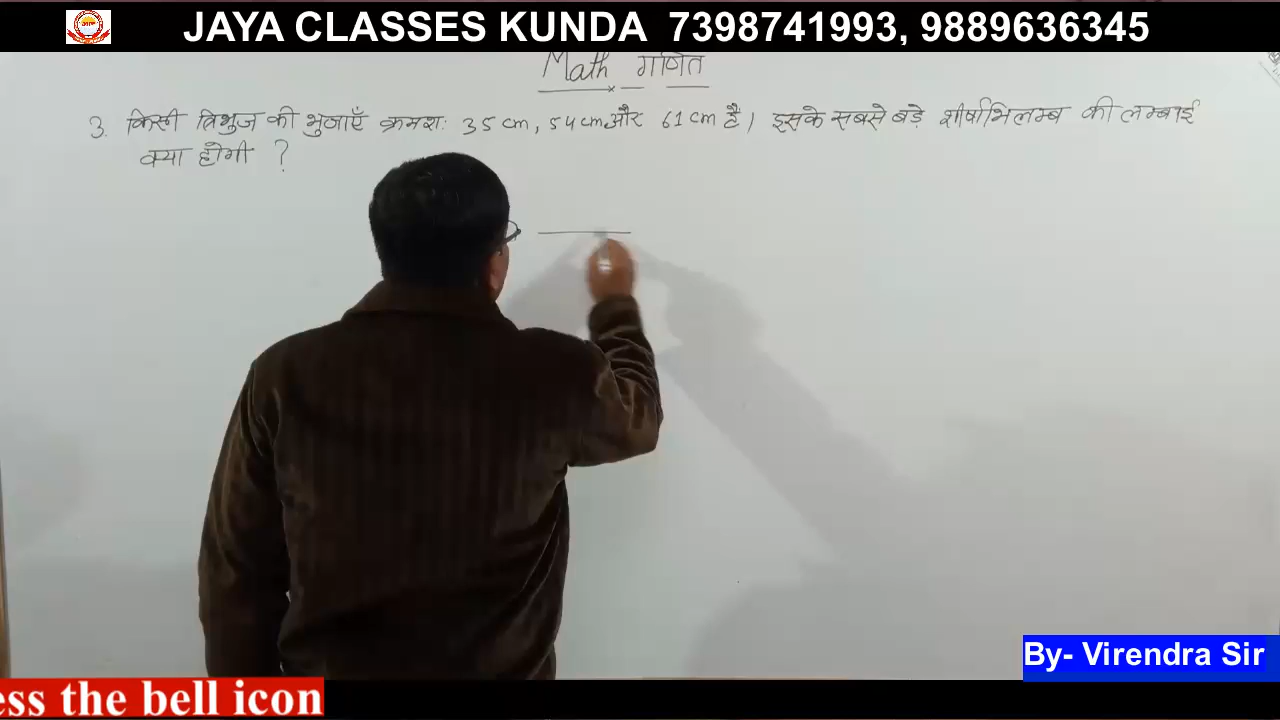 JAYA CLASSES KUNDA 7398741993, 9889636345
Math गणित
3. किसी त्रिभुज की भुजाएँ क्रमशः 35 cm, 54 cm और 61 cm है। इसके सबसे बड़े शीर्षाभिलम्ब की लम्बाई
क्या होगी ?
By- Virendra Sir
ess the bell icon